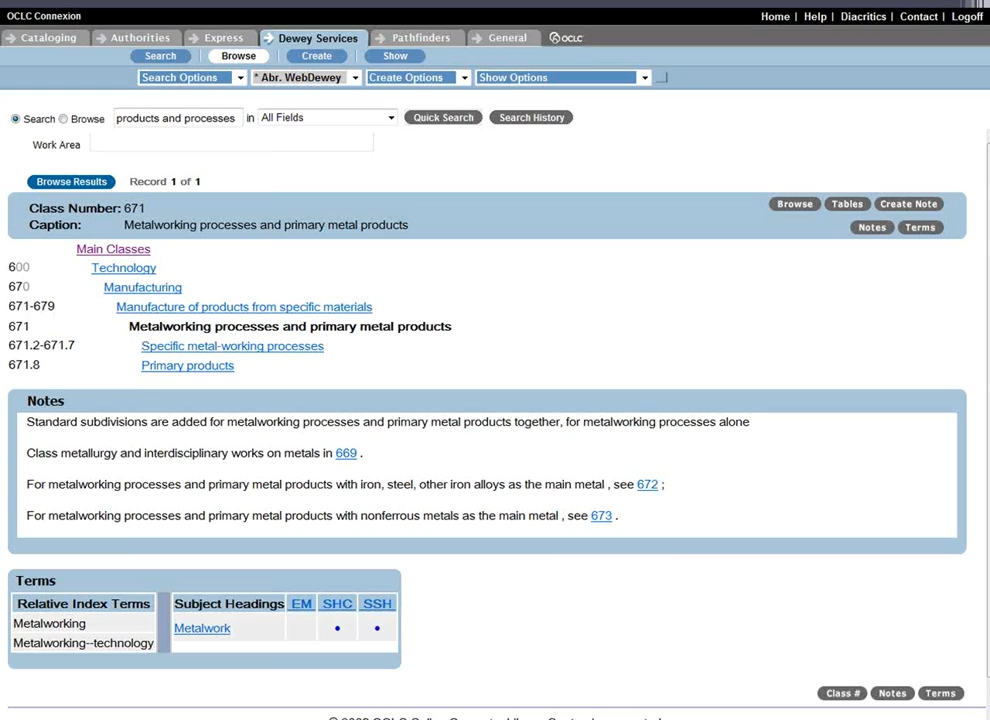 OCLC Connexion
Home | Help | Diacritics | Contact | Logoff
Cataloging Authorities Express Dewey Services Pathfinders General OCLC
Search Browse Create Show
Search Options * Abr. WebDewey Create Options Show Options
Search Browse products and processes in All Fields Quick Search Search History
Work Area
Browse Results Record 1 of 1
Class Number: 671 Browse Tables Create Note
Caption: Metalworking processes and primary metal products Notes Terms
Main Classes
600 Technology
670 Manufacturing
671-679 Manufacture of products from specific materials
671 Metalworking processes and primary metal products
671.2-671.7 Specific metal-working processes
671.8 Primary products
Notes
Standard subdivisions are added for metalworking processes and primary metal products together, for metalworking processes alone
Class metallurgy and interdisciplinary works on metals in 669 .
For metalworking processes and primary metal products with iron, steel, other iron alloys as the main metal , see 672 ;
For metalworking processes and primary metal products with nonferrous metals as the main metal , see 673 .
Terms
Relative Index Terms Subject Headings EM SHC SSH
Metalworking
Metalwork • •
Metalworking--technology
Class # Notes Terms